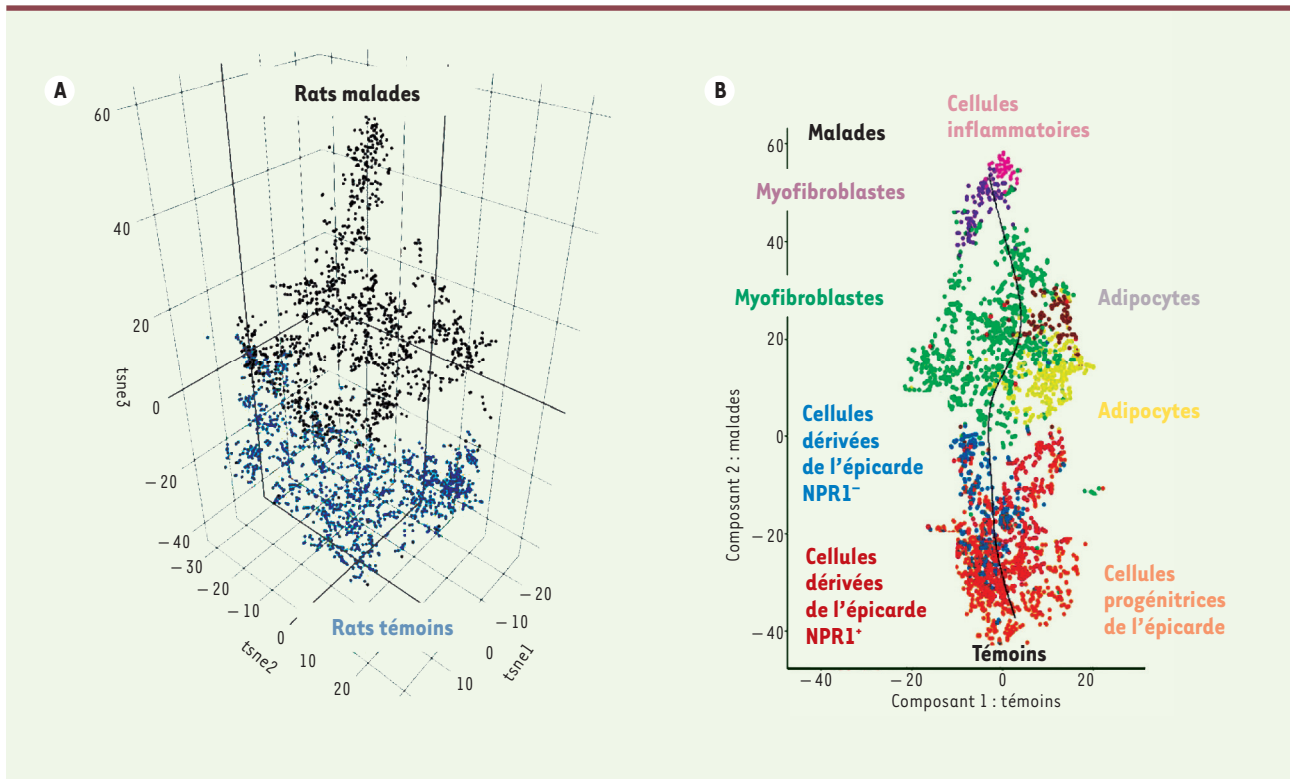 A
Rats malades
60
40
20
0
−20
−40
−30
−20
−10
0
10
20
−20
−10
0
10
tsne3
tsne2
tsne1
Rats témoins
B
Cellules
inflammatoires
Malades
Myofibroblastes
Myofibroblastes
Adipocytes
Adipocytes
Cellules
dérivées
de l'épicarde
NPR1⁻
Cellules
dérivées
de l'épicarde
NPR1⁺
Cellules
progénitrices
de l'épicarde
Témoins
60
40
20
0
−20
−40
Composant 2 : malades
−40
−20
0
20
Composant 1 : témoins